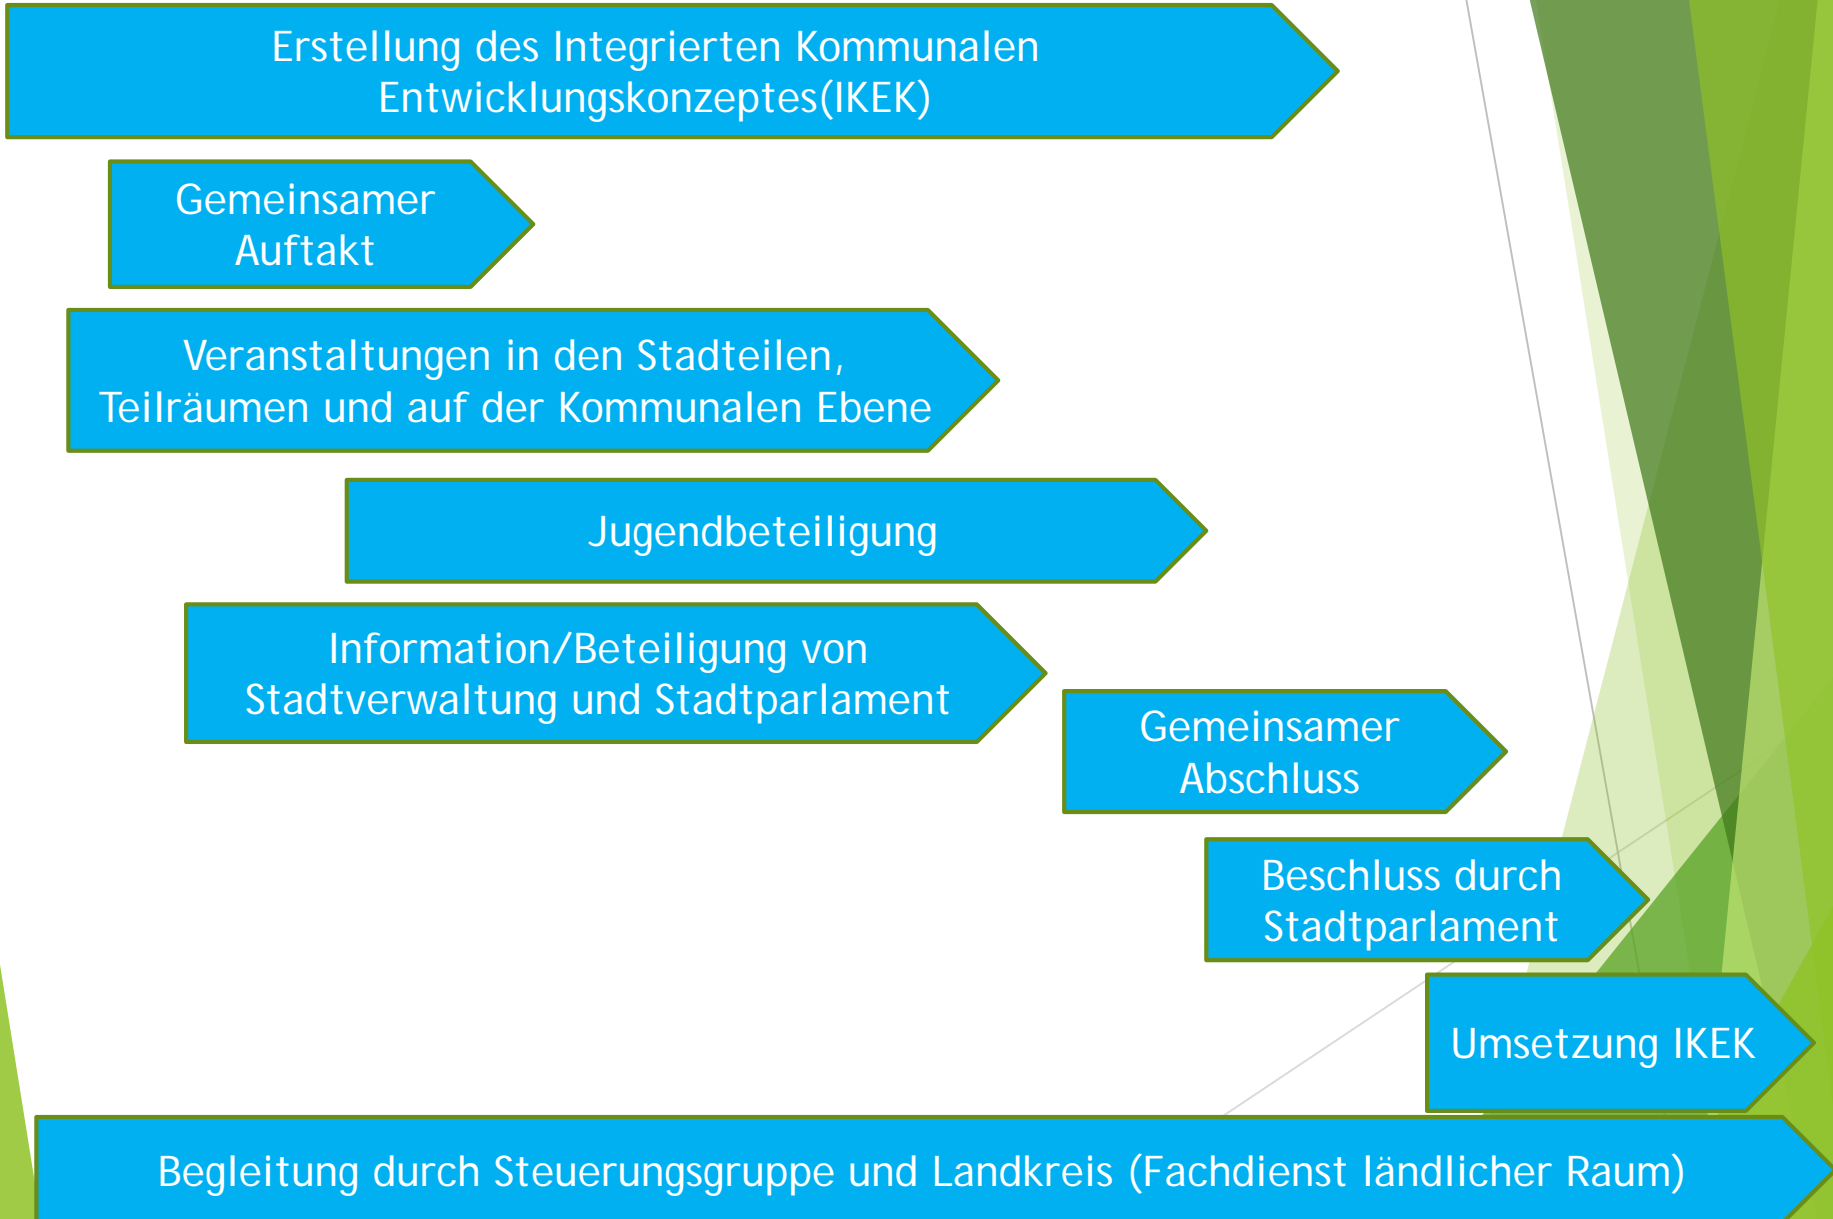 Erstellung des Integrierten Kommunalen
Entwicklungskonzeptes(IKEK)
Gemeinsamer
Auftakt
Veranstaltungen in den Stadteilen,
Teilräumen und auf der Kommunalen Ebene
Jugendbeteiligung
Information/Beteiligung von
Stadtverwaltung und Stadtparlament
Gemeinsamer
Abschluss
Beschluss durch
Stadtparlament
Umsetzung IKEK
Begleitung durch Steuerungsgruppe und Landkreis (Fachdienst ländlicher Raum)